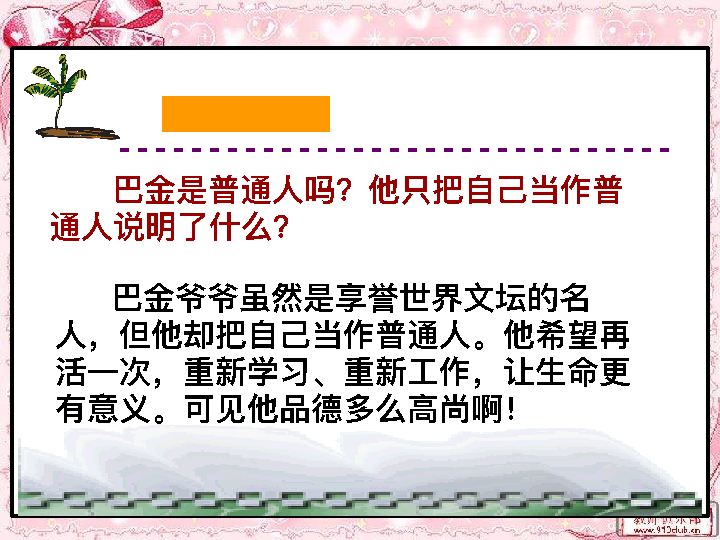 巴金是普通人吗？他只把自己当作普
通人说明了什么？
巴金爷爷虽然是享誉世界文坛的名
人，但他却把自己当作普通人。他希望再
活一次，重新学习、重新工作，让生命更
有意义。可见他品德多么高尚啊！
www.910club.cn